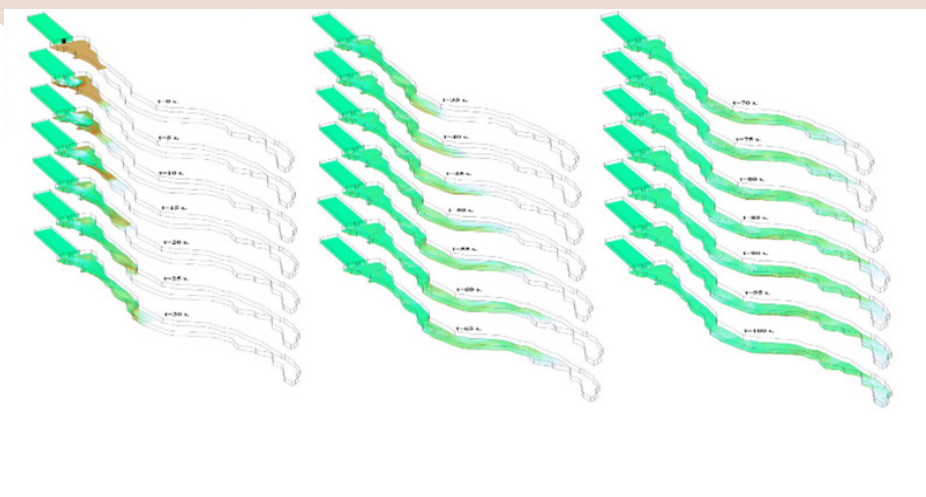 t=0 s.
t=5 s.
t=10 s.
t=15 s.
t=20 s.
t=25 s.
t=30 s.
t=35 s.
t=40 s.
t=45 s.
t=50 s.
t=55 s.
t=60 s.
t=65 s.
t=70 s.
t=75 s.
t=80 s.
t=85 s.
t=90 s.
t=95 s.
t=100 s.